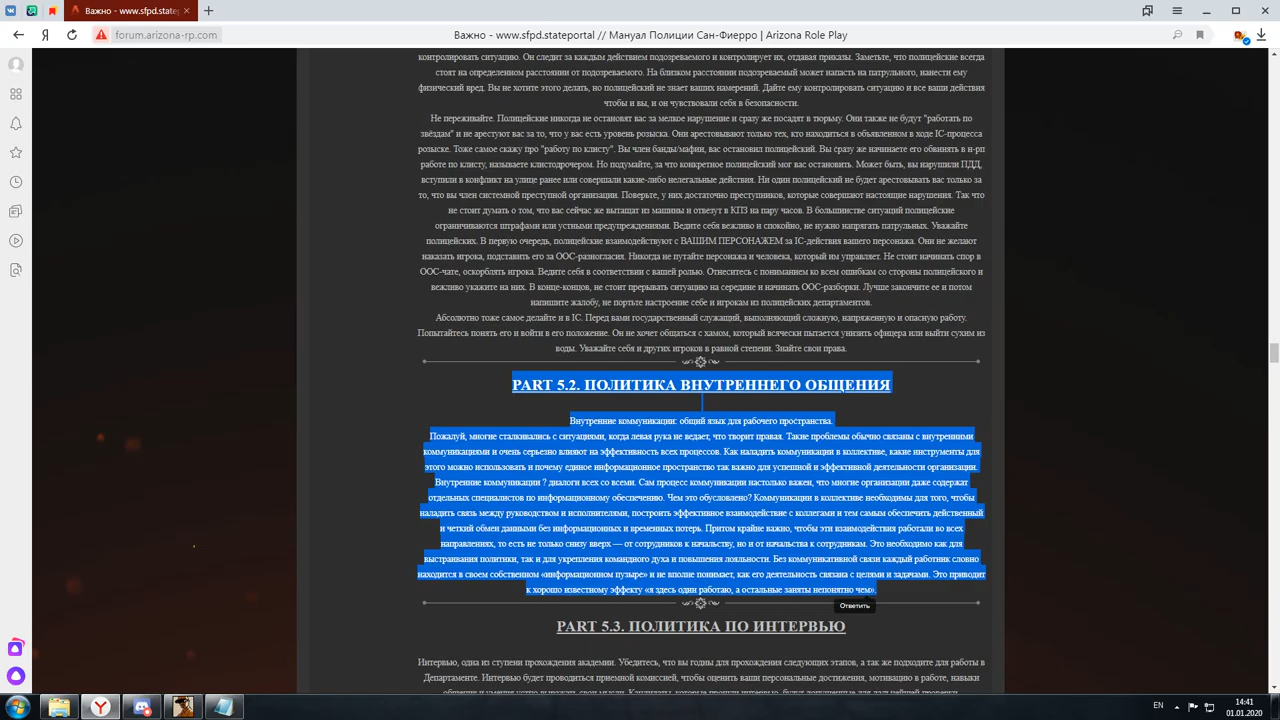 Важно - www.sfpd.s
forum.arizona-rp.com
Важно - www.sfpd.stateportal // Мануал Полиции Сан-Фиерро | Arizona Role Play
контролировать ситуацию. Он следит за каждым действием подозреваемого и контролирует их, отдавая приказы. Заметьте, что полицейские всегда
стоят на определенном расстоянии от подозреваемого. На близком расстоянии подозреваемый может напасть на патрульного, нанести ему
физический вред. Вы не хотите этого делать, но полицейский не знает ваших намерений. Дайте ему контролировать ситуацию и все ваши действия
чтобы и вы, и он чувствовали себя в безопасности.
Не переживайте. Полицейские никогда не остановят вас за мелкое нарушение и сразу же посадят в тюрьму. Они также не будут "работать по
звёздам" и не арестуют вас за то, что у вас есть уровень розыска. Они арестовывают только тех, кто находиться в объявленном в ходе IC-процесса
розыске. Тоже самое скажу про "работу по клисту". Вы член банды/мафии, вас остановил полицейский. Вы сразу же начинаете его обвинять в н-рп
работе по клисту, называете клистодрочером. Но подумайте, за что конкретное полицейский мог вас остановить. Может быть, вы нарушили ПДД,
вступили в конфликт на улице ранее или совершали какие-либо нелегальные действия. Ни один полицейский не будет арестовывать вас только за
то, что вы член системной преступной организации. Поверьте, у них достаточно преступников, которые совершают настоящие нарушения. Так что
не стоит думать о том, что вас сейчас же вытащат из машины и отвезут в КПЗ на пару часов. В большинстве ситуаций полицейские
ограничиваются штрафами или устными предупреждениями. Ведите себя вежливо и спокойно, не нужно напрягать патрульных. Уважайте
полицейских. В первую очередь, полицейские взаимодействуют с ВАШИМ ПЕРСОНАЖЕМ за IC-действия вашего персонажа. Они не желают
наказать игрока, подставить его за OOC-разногласия. Никогда не путайте персонажа и человека, который им управляет. Не стоит начинать спор в
OOC-чате, оскорблять игрока. Ведите себя в соответствии с вашей ролью. Отнеситесь с пониманием ко всем ошибкам со стороны полицейского и
вежливо укажите на них. В конце-концов, не стоит прерывать ситуацию на середине и начинать OOC-разборки. Лучше закончите ее и потом
напишите жалобу, не портьте настроение себе и игрокам из полицейских департаментов.
Абсолютно тоже самое делайте и в IC. Перед вами государственный служащий, выполняющий сложную, напряженную и опасную работу.
Попытайтесь понять его и войти в его положение. Он не хочет общаться с хамом, который всячески пытается унизить офицера или выйти сухим из
воды. Уважайте себя и других игроков в равной степени. Знайте свои права.
PART 5.2. ПОЛИТИКА ВНУТРЕННЕГО ОБЩЕНИЯ
Внутренние коммуникации: общий язык для рабочего пространства.
Пожалуй, многие сталкивались с ситуациями, когда левая рука не ведает, что творит правая. Такие проблемы обычно связаны с внутренними
коммуникациями и очень серьезно влияют на эффективность всех процессов. Как наладить коммуникации в коллективе, какие инструменты для
этого можно использовать и почему единое информационное пространство так важно для успешной и эффективной деятельности организации.
Внутренние коммуникации ? диалоги всех со всеми. Сам процесс коммуникации настолько важен, что многие организации даже содержат
отдельных специалистов по информационному обеспечению. Чем это обусловлено? Коммуникации в коллективе необходимы для того, чтобы
наладить связь между руководством и исполнителями, построить эффективное взаимодействие с коллегами и тем самым обеспечить действенный
и четкий обмен данными без информационных и временных потерь. Притом крайне важно, чтобы эти взаимодействия работали во всех
направлениях, то есть не только снизу вверх — от сотрудников к начальству, но и от начальства к сотрудникам. Это необходимо как для
выстраивания политики, так и для укрепления командного духа и повышения лояльности. Без коммуникативной связи каждый работник словно
находится в своем собственном «информационном пузыре» и не вполне понимает, как его деятельность связана с целями и задачами. Это приводит
к хорошо известному эффекту «я здесь один работаю, а остальные заняты непонятно чем».
Ответить
PART 5.3. ПОЛИТИКА ПО ИНТЕРВЬЮ
Интервью, одна из ступени прохождения академии. Убедитесь, что вы годны для прохождения следующих этапов, а так же подходите для работы в
Департаменте. Интервью будет проводиться приемной комиссией, чтобы оценить ваши персональные достижения, мотивацию в работе, навыки
EN
14:41
01.01.2020